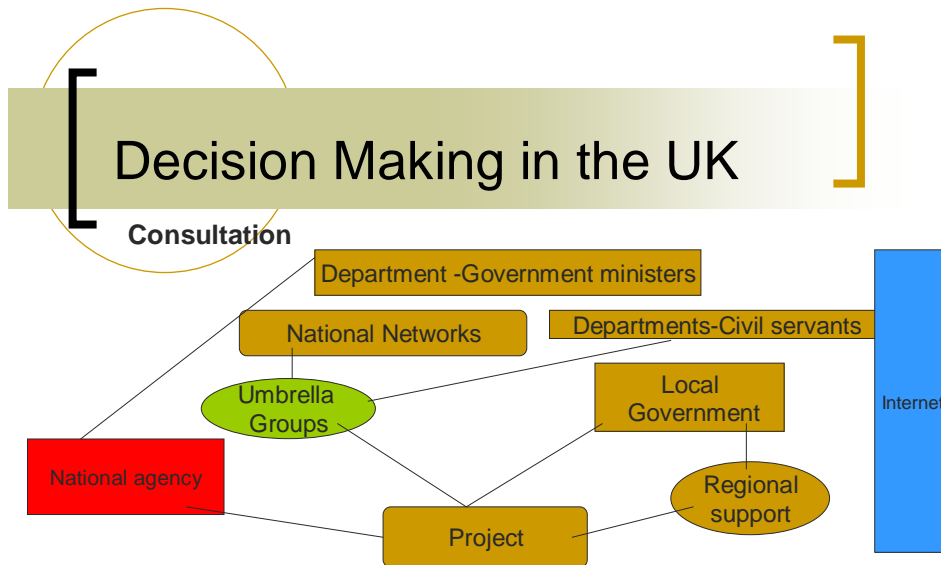 Decision Making in the UK
Consultation
Department -Government ministers
National Networks
Departments-Civil servants
Umbrella
Groups
Local
Government
Internet
National agency
Regional
support
Project